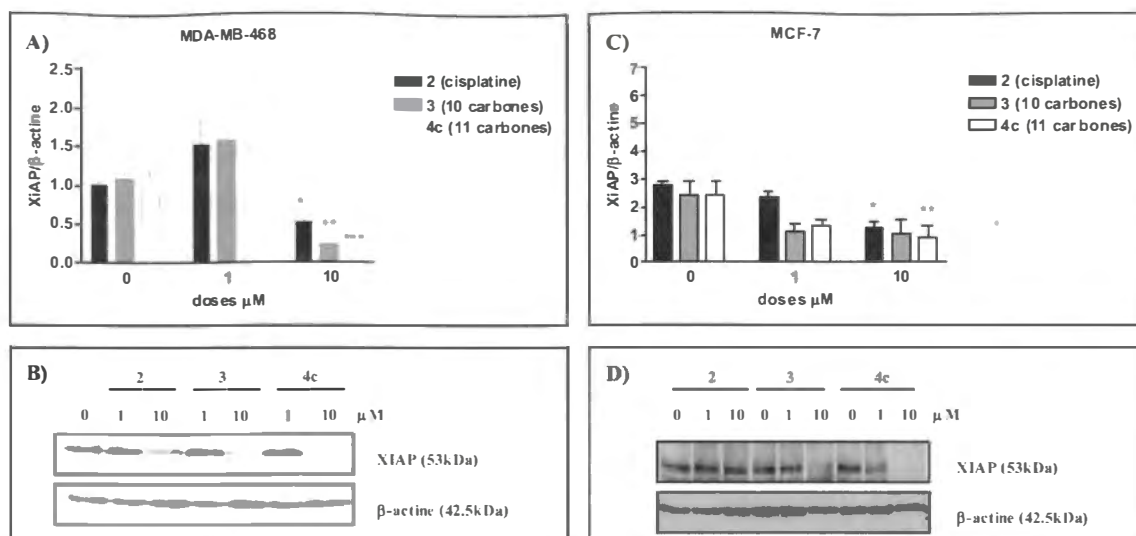 A)
MDA-MB-468
2 (cisplatine)
3 (10 carbones)
4c (11 carbones)
XiAP/β-actine
2.5
2.0
1.5
1.0
0.5
0.0
*
**
***
0 1 10
doses μM
C)
MCF-7
2 (cisplatine)
3 (10 carbones)
4c (11 carbones)
XiAP/β-actine
7
6
5
4
3
2
1
0
*
**
0 1 10
doses μM
B)
2 3 4c
0 1 10 1 10 1 10 μM
XIAP (53kDa)
β-actine (42.5kDa)
D)
2 3 4c
0 1 10 0 1 10 0 1 10 μM
XIAP (53kDa)
β-actine (42.5kDa)